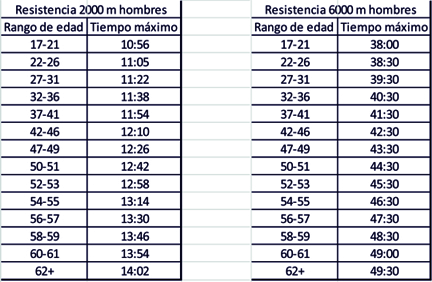 Resistencia 2000 m hombres Resistencia 6000 m hombres
Rango de edad Tiempo máximo Rango de edad Tiempo máximo
17-21 10:56 17-21 38:00
22-26 11:05 22-26 38:30
27-31 11:22 27-31 39:30
32-36 11:38 32-36 40:30
37-41 11:54 37-41 41:30
42-46 12:10 42-46 42:30
47-49 12:26 47-49 43:30
50-51 12:42 50-51 44:30
52-53 12:58 52-53 45:30
54-55 13:14 54-55 46:30
56-57 13:30 56-57 47:30
58-59 13:46 58-59 48:30
60-61 13:54 60-61 49:00
62+ 14:02 62+ 49:30